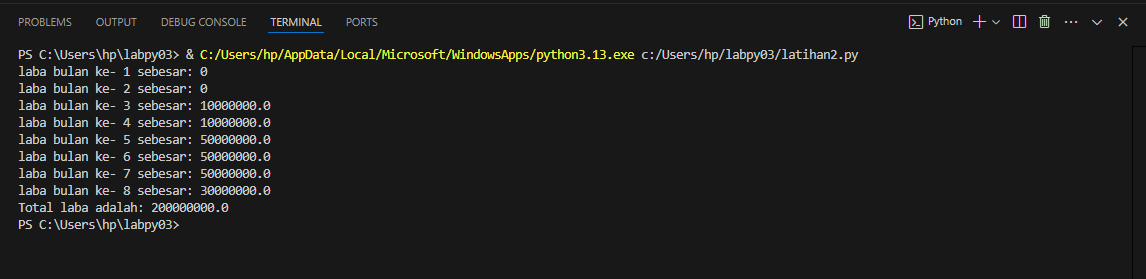 PROBLEMS OUTPUT DEBUG CONSOLE TERMINAL PORTS Python
PS C:\Users\hp\labpy03> & C:/Users/hp/AppData/Local/Microsoft/WindowsApps/python3.13.exe c:/Users/hp/labpy03/latihan2.py
laba bulan ke- 1 sebesar: 0
laba bulan ke- 2 sebesar: 0
laba bulan ke- 3 sebesar: 10000000.0
laba bulan ke- 4 sebesar: 10000000.0
laba bulan ke- 5 sebesar: 50000000.0
laba bulan ke- 6 sebesar: 50000000.0
laba bulan ke- 7 sebesar: 50000000.0
laba bulan ke- 8 sebesar: 30000000.0
Total laba adalah: 200000000.0
PS C:\Users\hp\labpy03>